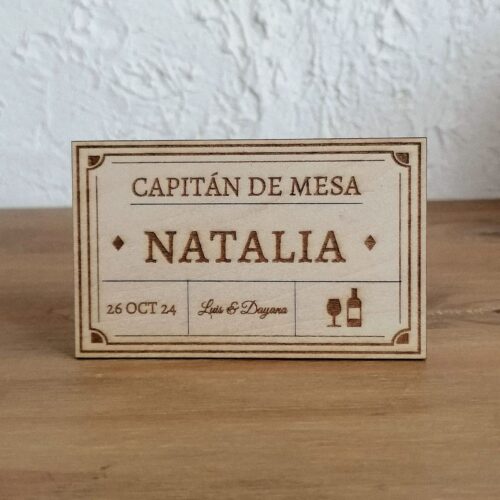 CAPITÁN DE MESA
NATALIA
26 OCT 24
Luis & Dayana